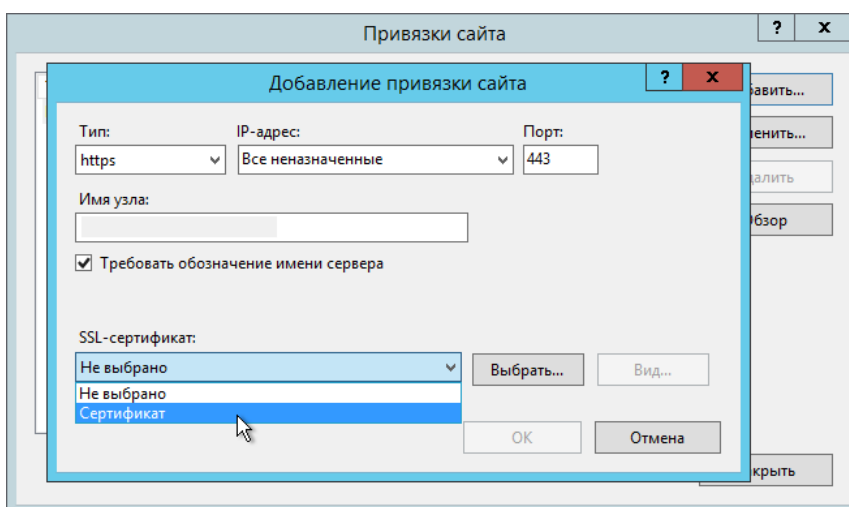 Привязки сайта
Добавление привязки сайта
Тип:
IP-адрес:
Порт:
https
Все неназначенные
443
Имя узла:
Требовать обозначение имени сервера
SSL-сертификат:
Не выбрано
Выбрать...
Вид...
Не выбрано
Сертификат
OK
Отмена